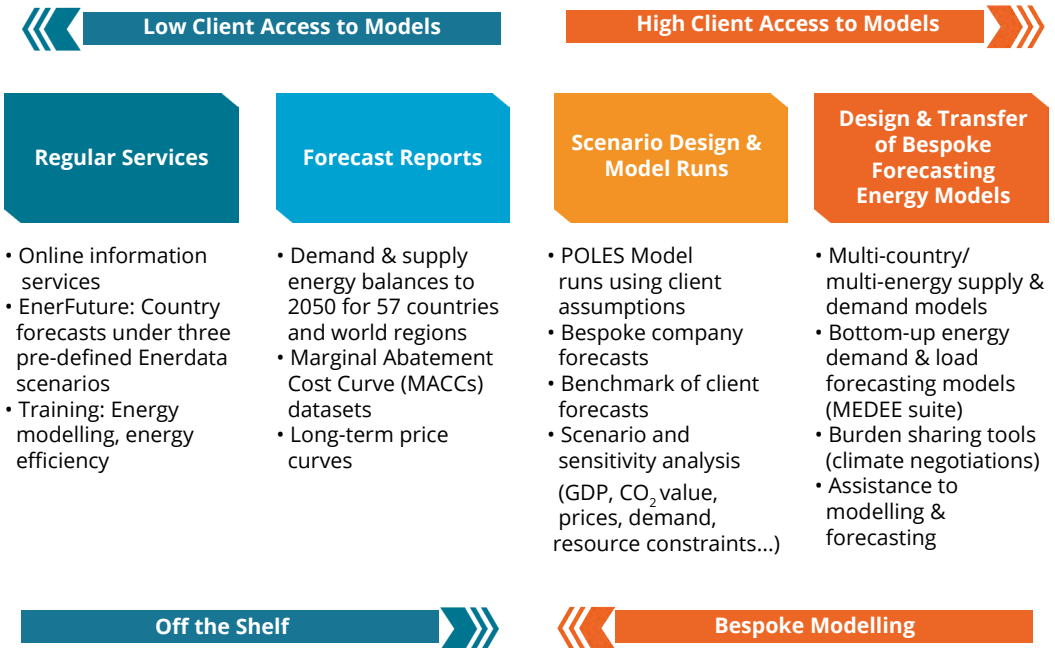 Low Client Access to Models
High Client Access to Models
Regular Services
• Online information
services
• EnerFuture: Country
forecasts under three
pre-defined Enerdata
scenarios
• Training: Energy
modelling, energy
efficiency
Forecast Reports
• Demand & supply
energy balances to
2050 for 57 countries
and world regions
• Marginal Abatement
Cost Curve (MACCs)
datasets
• Long-term price
curves
Scenario Design &
Model Runs
• POLES Model
runs using client
assumptions
• Bespoke company
forecasts
• Benchmark of client
forecasts
• Scenario and
sensitivity analysis
(GDP, CO₂ value,
prices, demand,
resource constraints...)
Design & Transfer
of Bespoke
Forecasting
Energy Models
• Multi-country/
multi-energy supply &
demand models
• Bottom-up energy
demand & load
forecasting models
(MEDEE suite)
• Burden sharing tools
(climate negotiations)
• Assistance to
modelling &
forecasting
Off the Shelf
Bespoke Modelling